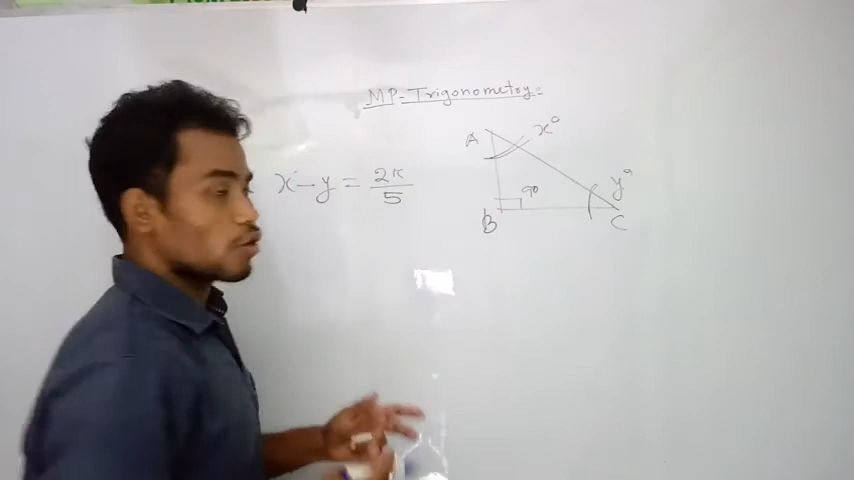 MP-Trigonometry:-
A x°
x-y = 2π/5
90
y°
B C